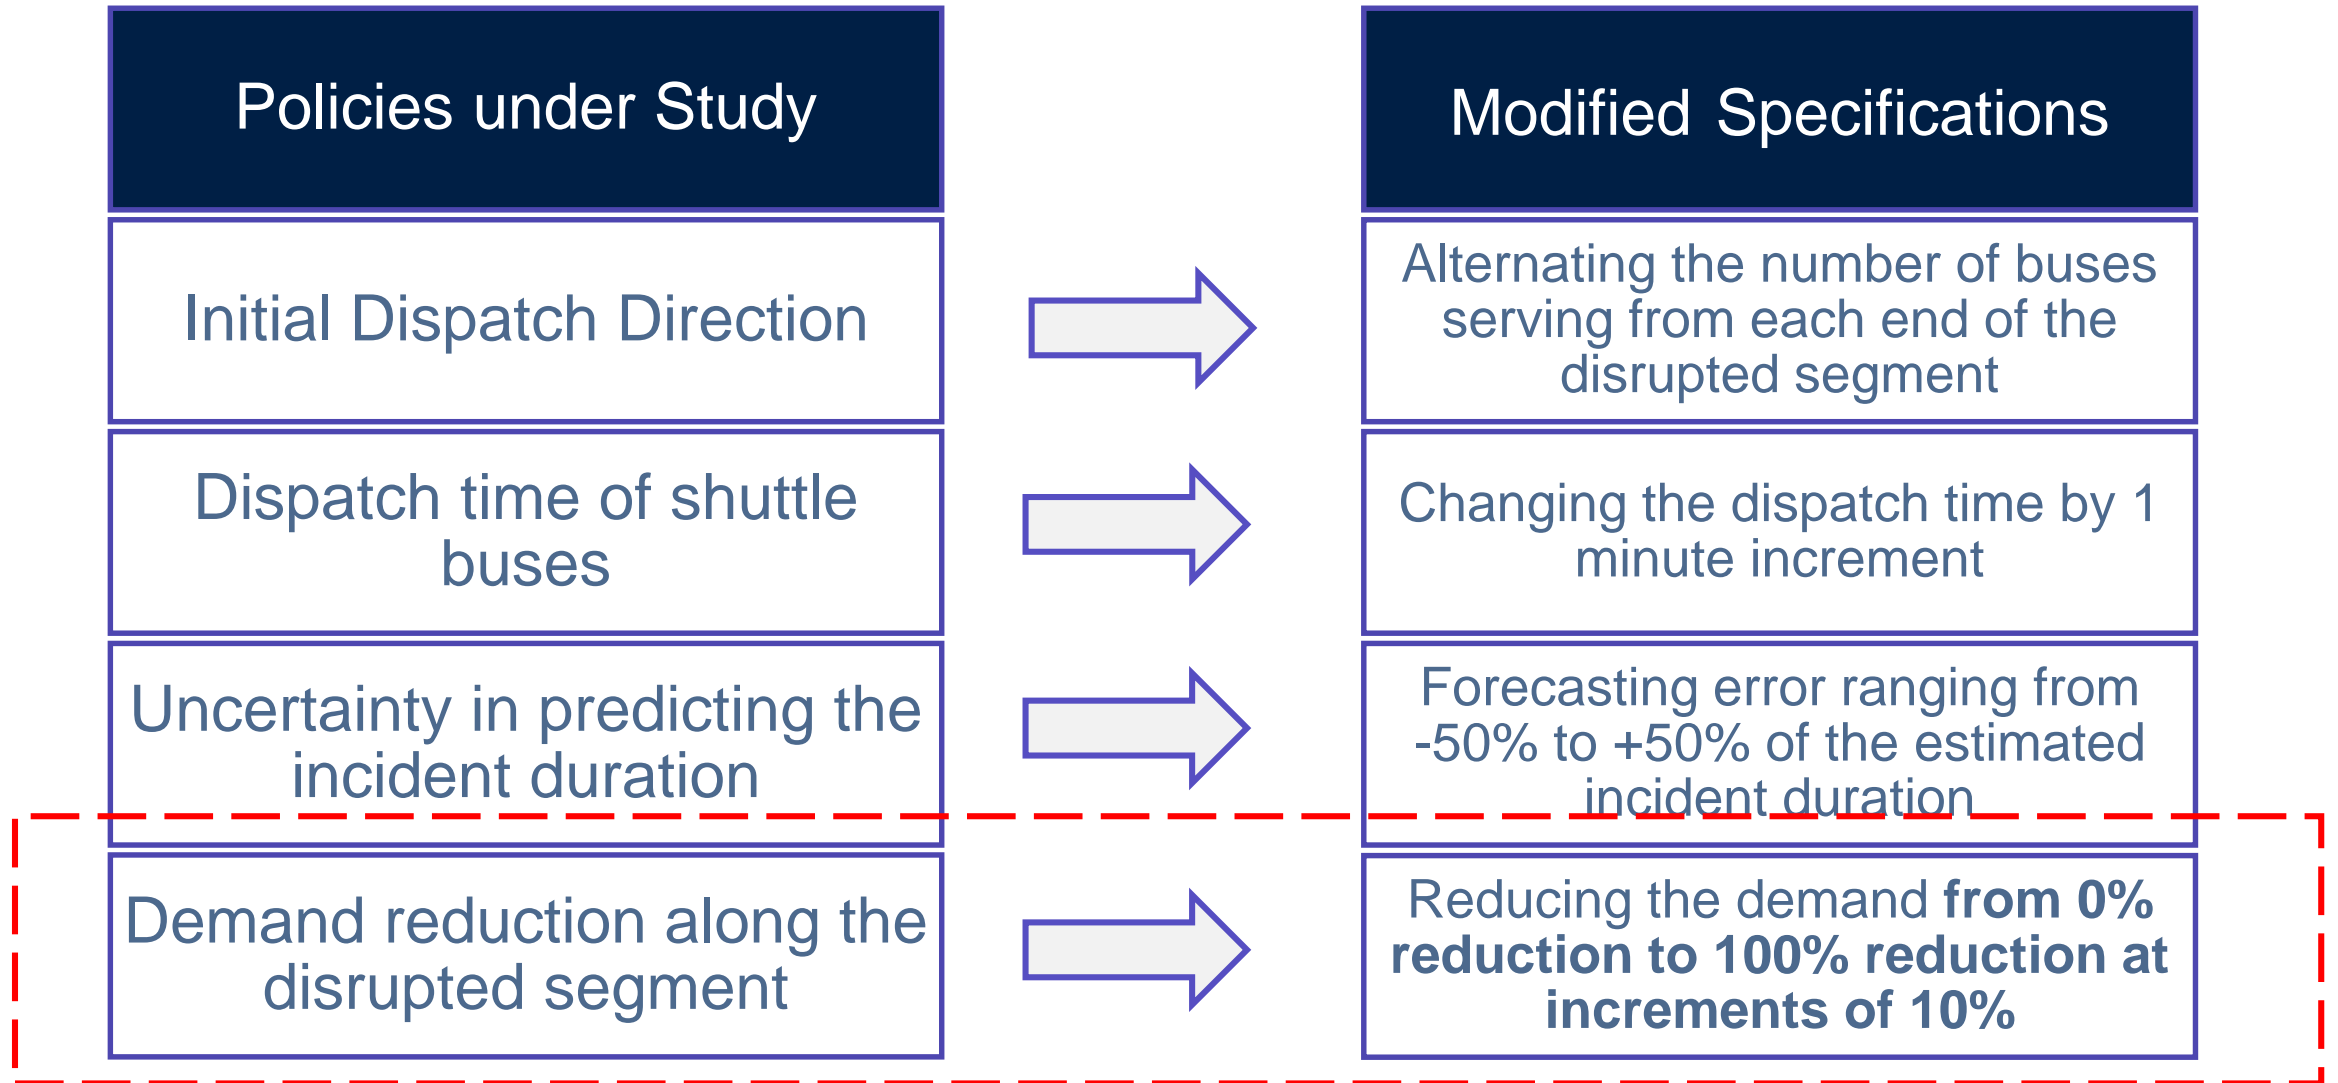 Policies under Study
Modified Specifications
Initial Dispatch Direction
Alternating the number of buses
serving from each end of the
disrupted segment
Dispatch time of shuttle
buses
Changing the dispatch time by 1
minute increment
Uncertainty in predicting the
incident duration
Forecasting error ranging from
-50% to +50% of the estimated
incident duration
Demand reduction along the
disrupted segment
Reducing the demand from 0%
reduction to 100% reduction at
increments of 10%